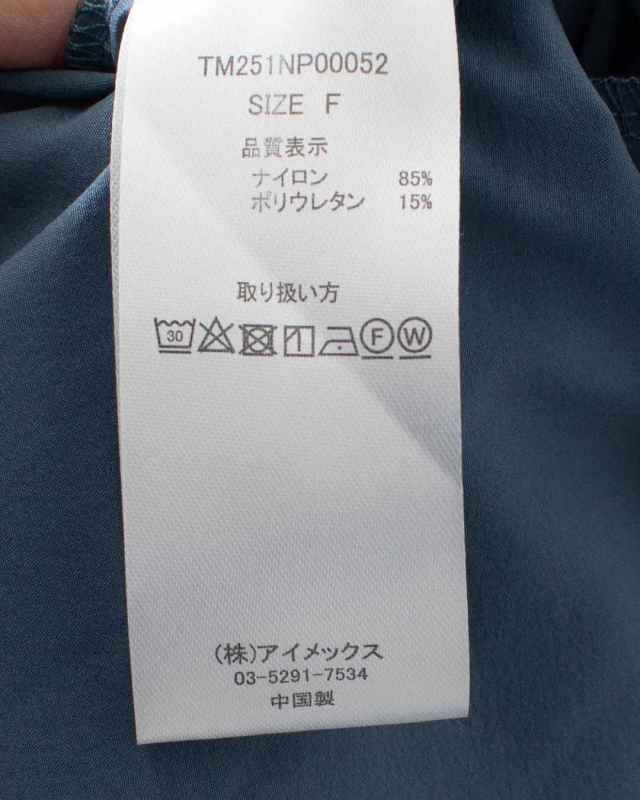 TM251NP00052
SIZE F
品質表示
ナイロン 85%
ポリウレタン 15%
取り扱い方
30 F W
(株)アイメックス
03-5291-7534
中国製